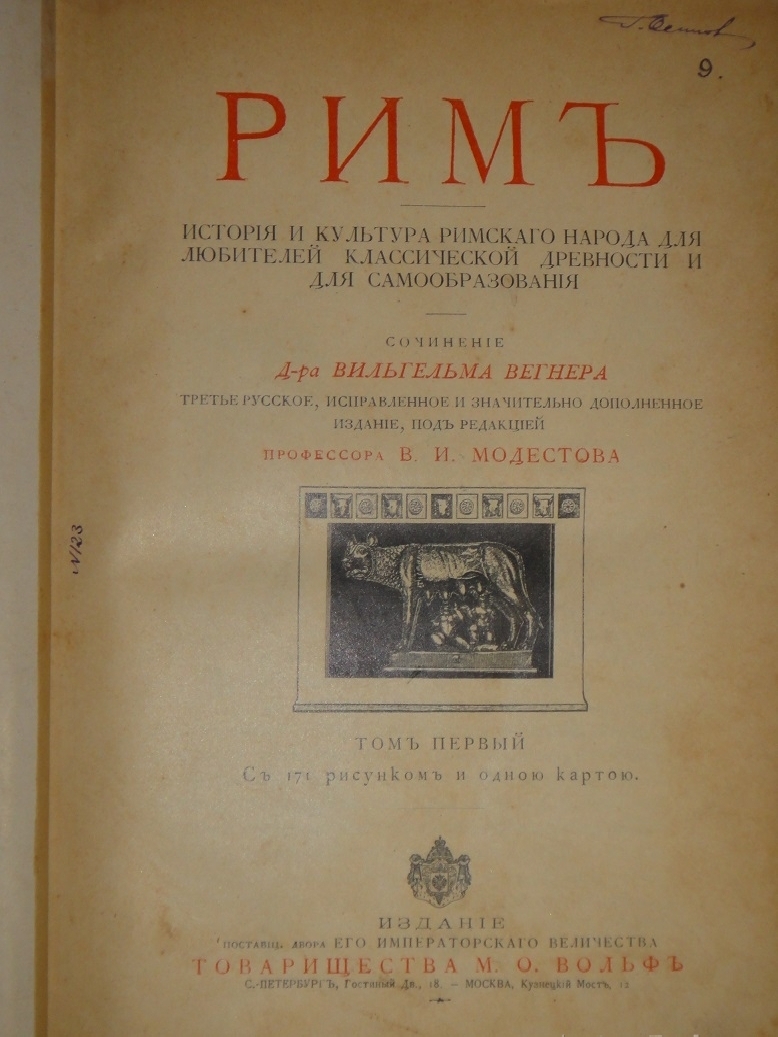 9.
РИМЪ
ИСТОРІЯ И КУЛЬТУРА РИМСКАГО НАРОДА ДЛЯ
ЛЮБИТЕЛЕЙ КЛАССИЧЕСКОЙ ДРЕВНОСТИ И
ДЛЯ САМООБРАЗОВАНІЯ
СОЧИНЕНІЕ
Д-ра ВИЛЬГЕЛЬМА ВЕГНЕРА
ТРЕТЬЕ РУССКОЕ, ИСПРАВЛЕННОЕ И ЗНАЧИТЕЛЬНО ДОПОЛНЕННОЕ
ИЗДАНІЕ, ПОДЪ РЕДАКЦІЕЙ
ПРОФЕССОРА В. И. МОДЕСТОВА
N123
ТОМЪ ПЕРВЫЙ
Съ 171 рисункомъ и одною картою.
ИЗДАНІЕ
ПОСТАВЩ. ДВОРА ЕГО ИМПЕРАТОРСКАГО ВЕЛИЧЕСТВА
ТОВАРИЩЕСТВА М. О. ВОЛЬФЪ
С.-ПЕТЕРБУРГЪ, Гостиный Дв., 18. — МОСКВА, Кузнецкій Мостъ, 12